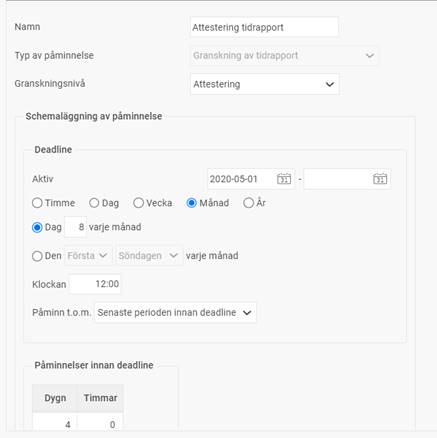 Namn Attestering tidrapport
Typ av påminnelse Granskning av tidrapport
Granskningsnivå Attestering
Schemaläggning av påminnelse
Deadline
Aktiv 2020-05-01 31 - 31
Timme Dag Vecka Månad År
Dag 8 varje månad
Den Första Söndagen varje månad
Klockan 12:00
Påminn t.o.m. Senaste perioden innan deadline
Påminnelser innan deadline
Dygn Timmar
4 0